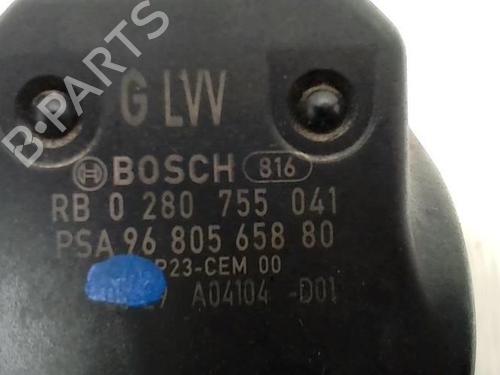 G LVV
BOSCH 816
RB 0 280 755 041
PSA 96 805 658 80
P23-CEM 00
A04104 -D01
B-PARTS